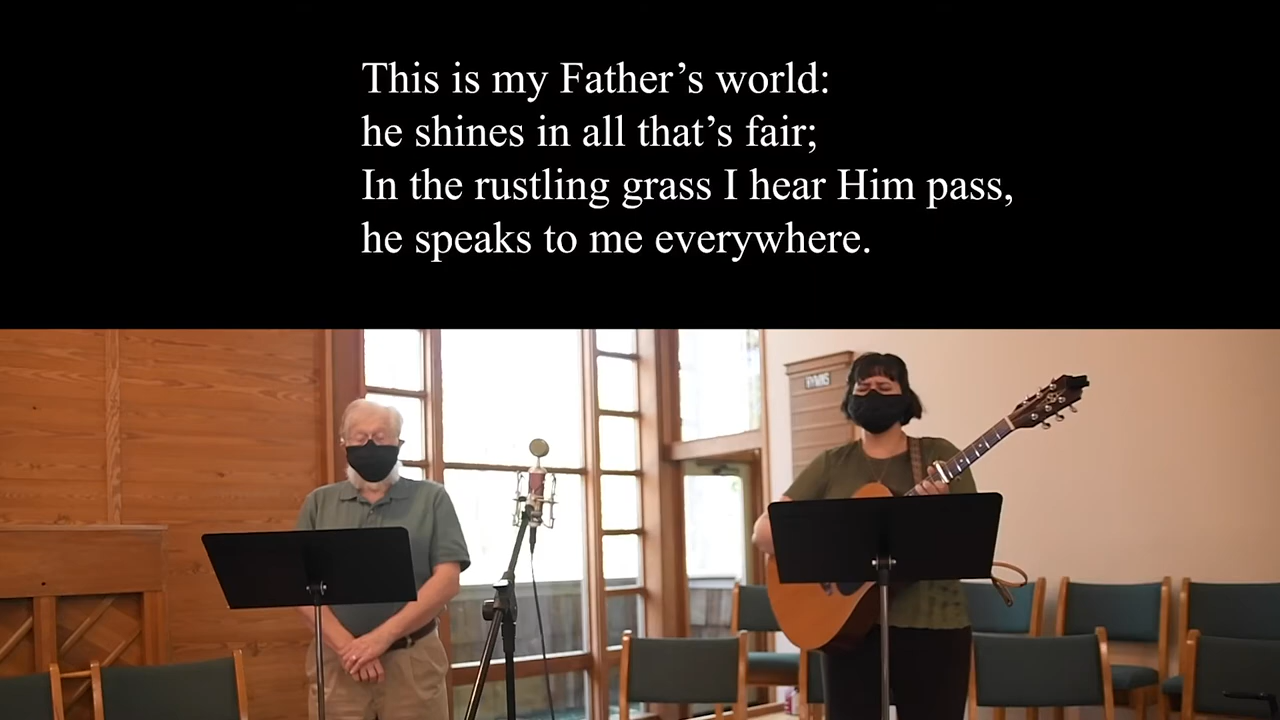 This is my Father’s world:
he shines in all that’s fair;
In the rustling grass I hear Him pass,
he speaks to me everywhere.
HYMNS